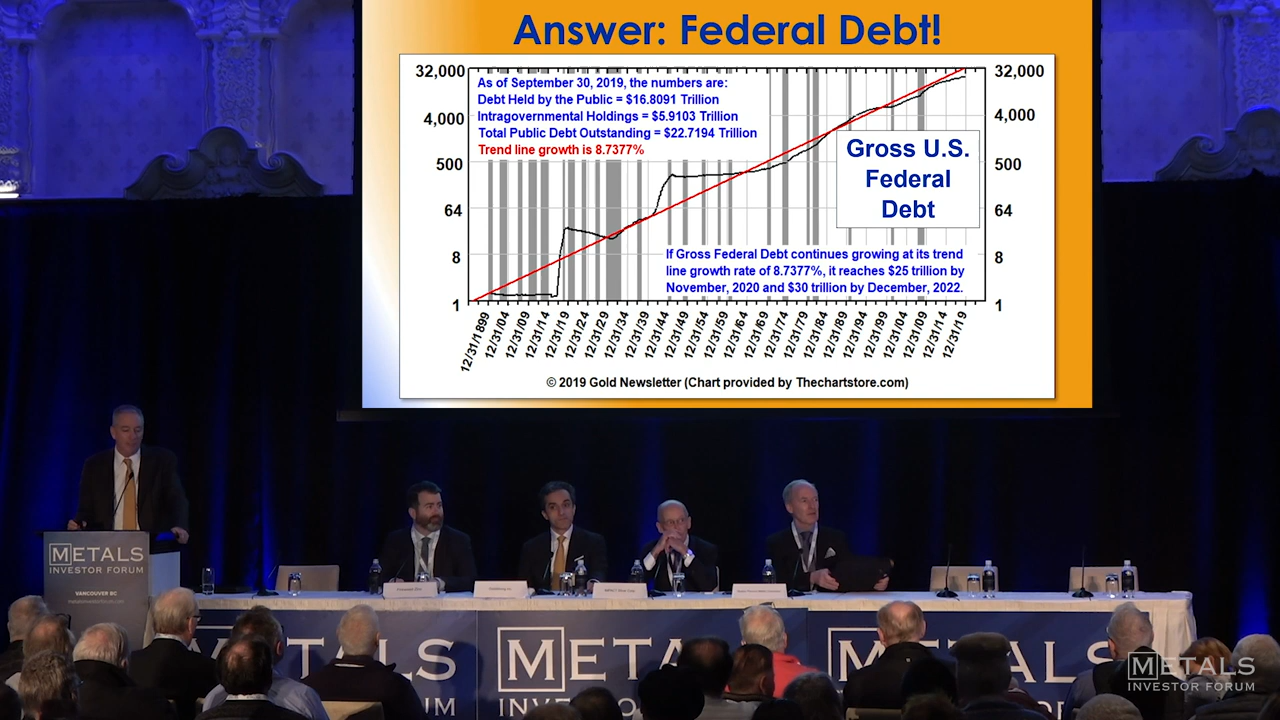 Answer: Federal Debt!
32,000
4,000
500
64
8
1
As of September 30, 2019, the numbers are:
Debt Held by the Public = $16.8091 Trillion
Intragovernmental Holdings = $5.9103 Trillion
Total Public Debt Outstanding = $22.7194 Trillion
Trend line growth is 8.7377%
32,000
4,000
500
64
8
1
Gross U.S.
Federal
Debt
If Gross Federal Debt continues growing at its trend
line growth rate of 8.7377%, it reaches $25 trillion by
November, 2020 and $30 trillion by December, 2022.
12/31/1899
12/31/04
12/31/09
12/31/14
12/31/19
12/31/24
12/31/29
12/31/34
12/31/39
12/31/44
12/31/49
12/31/54
12/31/59
12/31/64
12/31/69
12/31/74
12/31/79
12/31/84
12/31/89
12/31/94
12/31/99
12/31/04
12/31/09
12/31/14
12/31/19
© 2019 Gold Newsletter (Chart provided by Thechartstore.com)
METALS
INVESTOR FORUM
VANCOUVER BC
METALS
METALS
UM
METALS
INVESTOR FORUM